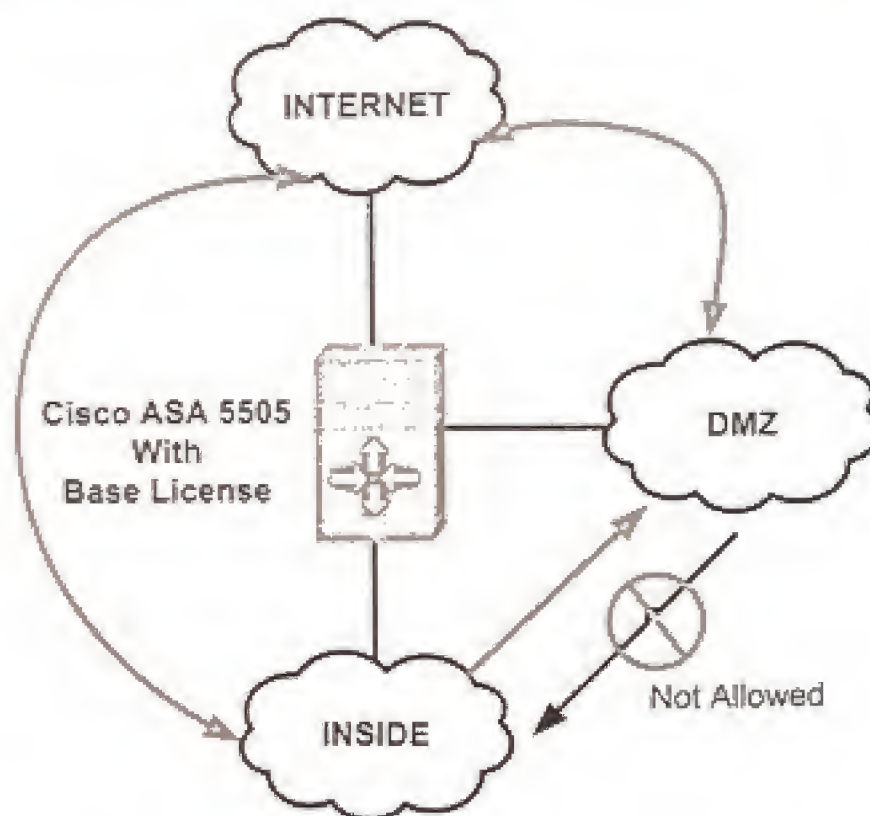 INTERNET
Cisco ASA 5505
With
Base License
DMZ
Not Allowed
INSIDE